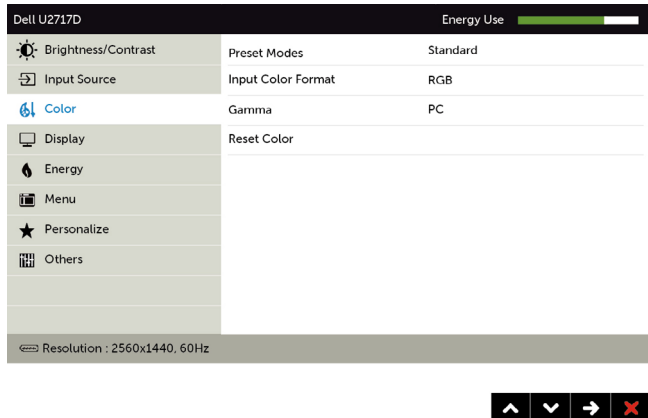 Dell U2717D Energy Use
Brightness/Contrast
Input Source
Color
Display
Energy
Menu
Personalize
Others
Preset Modes Standard
Input Color Format RGB
Gamma PC
Reset Color
Resolution : 2560x1440, 60Hz